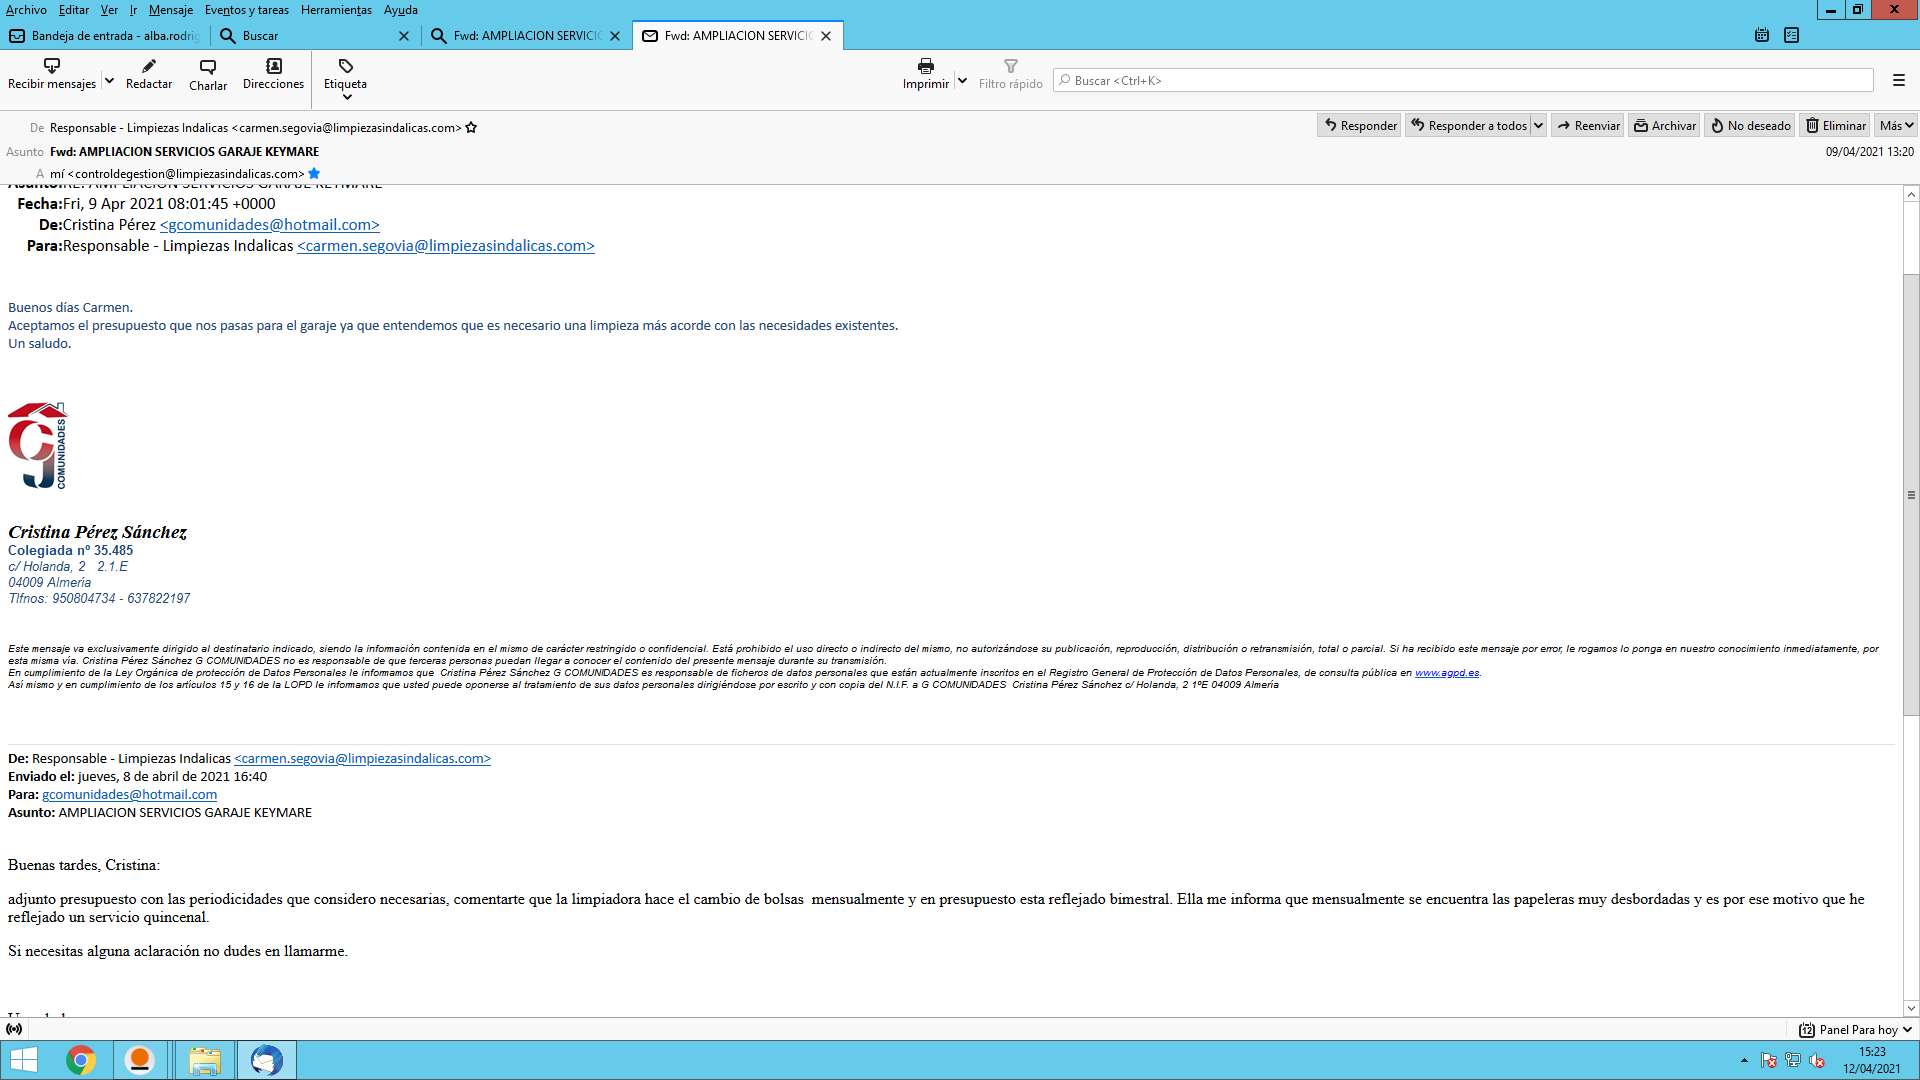 Archivo Editar Ver Ir Mensaje Eventos y tareas Herramientas Ayuda
Bandeja de entrada - alba.rodrig Buscar Fwd: AMPLIACION SERVICIO Fwd: AMPLIACION SERVICIO
Recibir mensajes Redactar Charlar Direcciones Etiqueta Imprimir Filtro rápido Buscar <Ctrl+K>
De Responsable - Limpiezas Indalicas <carmen.segovia@limpiezasindalicas.com> Responder Responder a todos Reenviar Archivar No deseado Eliminar Más
Asunto Fwd: AMPLIACION SERVICIOS GARAJE KEYMARE 09/04/2021 13:20
A mí <controldegestion@limpiezasindalicas.com>
Asunto:RE: AMPLIACION SERVICIOS GARAJE KEYMARE
Fecha:Fri, 9 Apr 2021 08:01:45 +0000
De:Cristina Pérez <gcomunidades@hotmail.com>
Para:Responsable - Limpiezas Indalicas <carmen.segovia@limpiezasindalicas.com>
Buenos días Carmen.
Aceptamos el presupuesto que nos pasas para el garaje ya que entendemos que es necesario una limpieza más acorde con las necesidades existentes.
Un saludo.
COMUNIDADES
Cristina Pérez Sánchez
Colegiada nº 35.485
c/ Holanda, 2 2.1.E
04009 Almería
Tlfnos: 950804734 - 637822197
Este mensaje va exclusivamente dirigido al destinatario indicado, siendo la información contenida en el mismo de carácter restringido o confidencial. Está prohibido el uso directo o indirecto del mismo, no autorizándose su publicación, reproducción, distribución o retransmisión, total o parcial. Si ha recibido este mensaje por error, le rogamos lo ponga en nuestro conocimiento inmediatamente, por
esta misma vía. Cristina Pérez Sánchez G COMUNIDADES no es responsable de que terceras personas puedan llegar a conocer el contenido del presente mensaje durante su transmisión.
En cumplimiento de la Ley Orgánica de protección de Datos Personales le informamos que Cristina Pérez Sánchez G COMUNIDADES es responsable de ficheros de datos personales que están actualmente inscritos en el Registro General de Protección de Datos Personales, de consulta pública en www.agpd.es.
Así mismo y en cumplimiento de los artículos 15 y 16 de la LOPD le informamos que usted puede oponerse al tratamiento de sus datos personales dirigiéndose por escrito y con copia del N.I.F. a G COMUNIDADES Cristina Pérez Sánchez c/ Holanda, 2 1ºE 04009 Almería
De: Responsable - Limpiezas Indalicas <carmen.segovia@limpiezasindalicas.com>
Enviado el: jueves, 8 de abril de 2021 16:40
Para: gcomunidades@hotmail.com
Asunto: AMPLIACION SERVICIOS GARAJE KEYMARE
Buenas tardes, Cristina:
adjunto presupuesto con las periodicidades que considero necesarias, comentarte que la limpiadora hace el cambio de bolsas mensualmente y en presupuesto esta reflejado bimestral. Ella me informa que mensualmente se encuentra las papeleras muy desbordadas y es por ese motivo que he
reflejado un servicio quincenal.
Si necesitas alguna aclaración no dudes en llamarme.
12 Panel Para hoy
15:23
12/04/2021